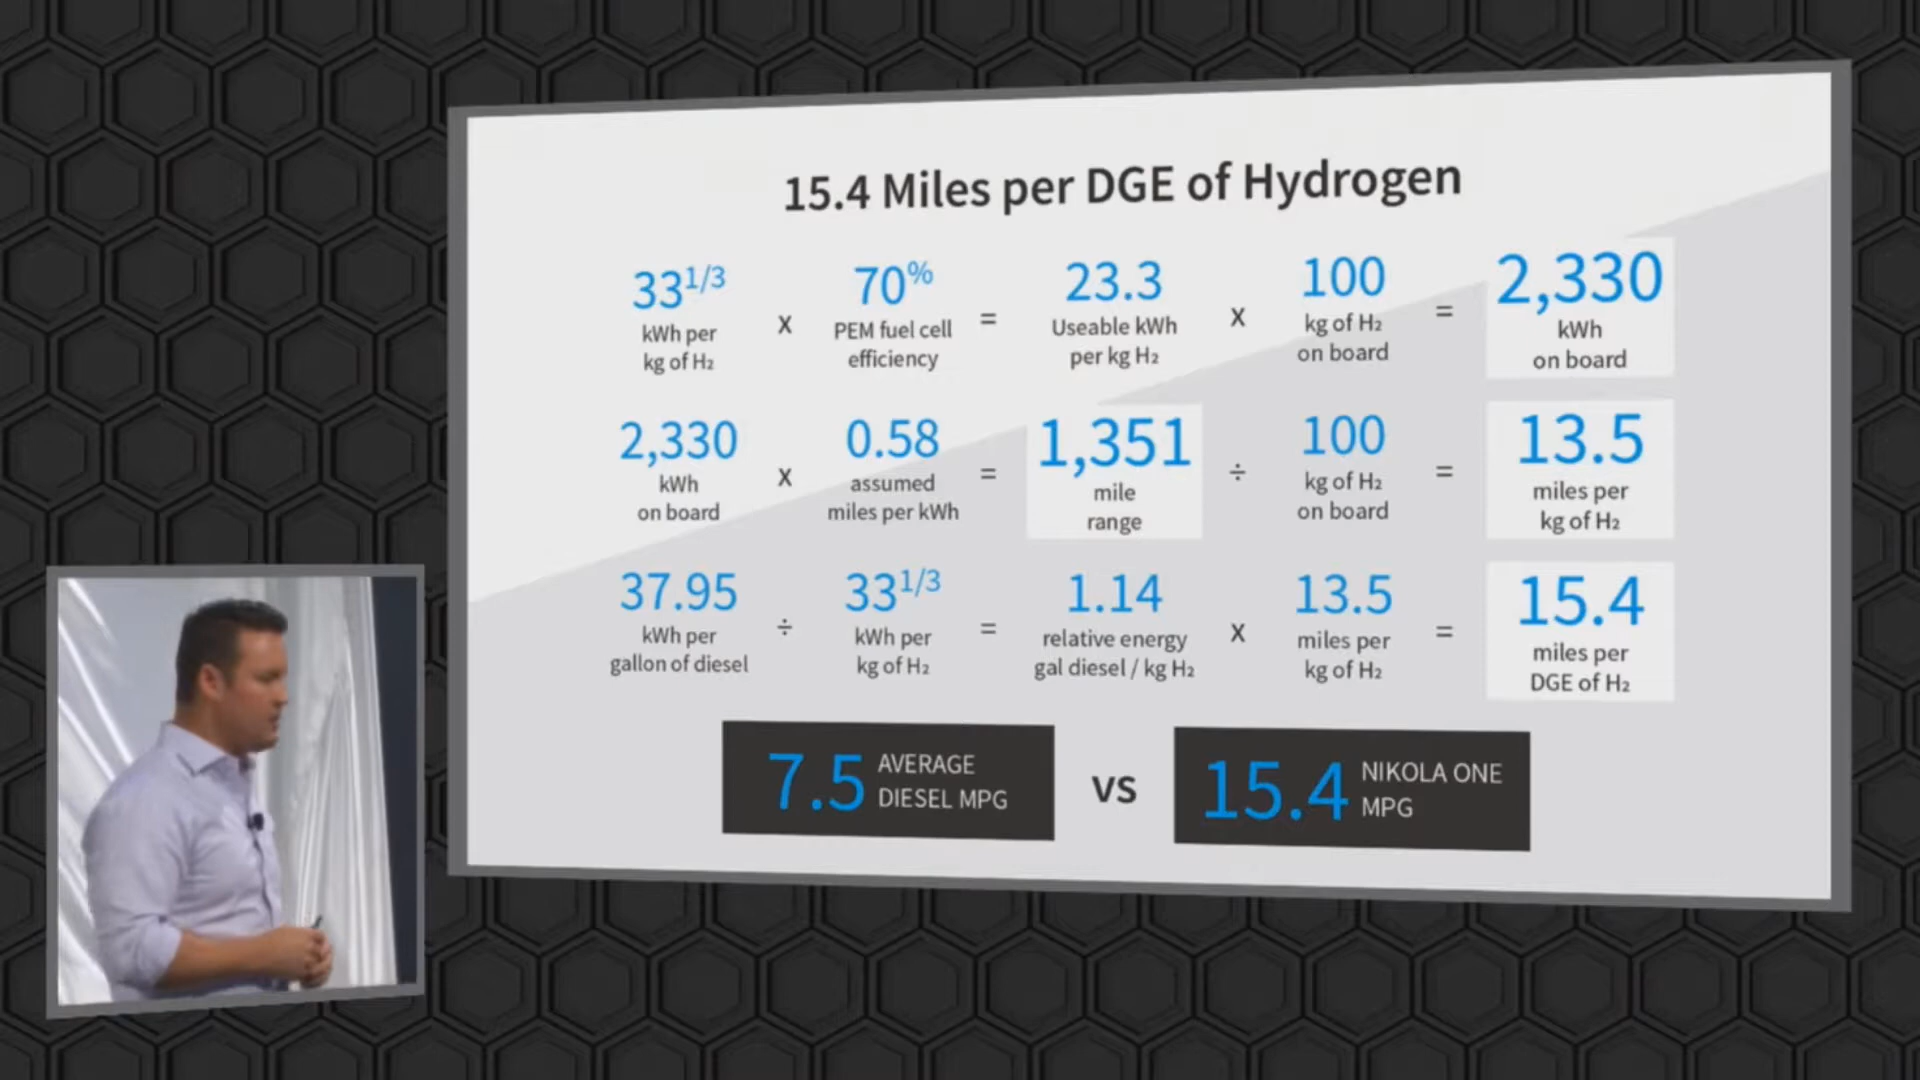 15.4 Miles per DGE of Hydrogen
33 1/3 x 70% = 23.3 x 100 = 2,330
kWh per PEM fuel cell Useable kWh kg of H₂ kWh
kg of H₂ efficiency per kg H₂ on board on board
2,330 x 0.58 = 1,351 ÷ 100 = 13.5
kWh assumed mile kg of H₂ miles per
on board miles per kWh range on board kg of H₂
37.95 ÷ 33 1/3 = 1.14 x 13.5 = 15.4
kWh per kWh per relative energy miles per miles per
gallon of diesel kg of H₂ gal diesel / kg H₂ kg of H₂ DGE of H₂
7.5 AVERAGE DIESEL MPG VS 15.4 NIKOLA ONE MPG